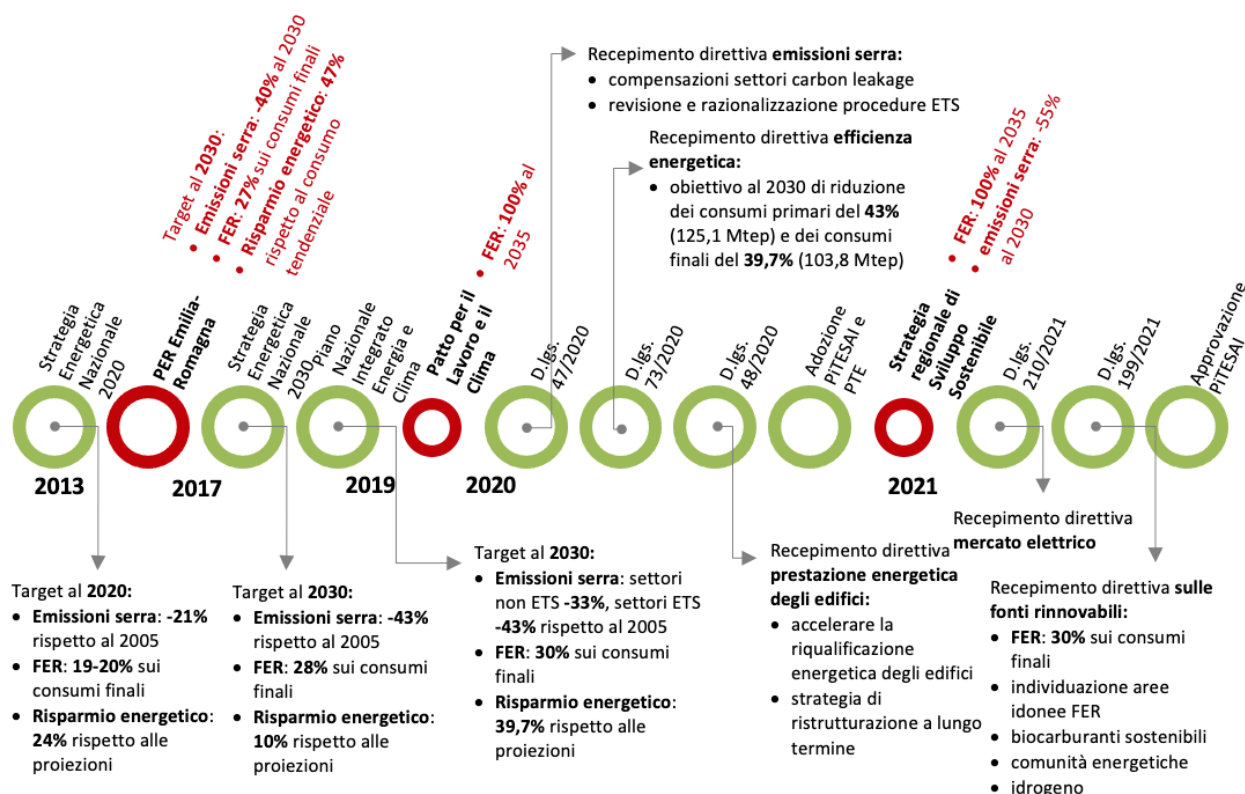 Target al 2030:
• Emissioni serra: -40% al 2030
• FER: 27% sui consumi finali
• Risparmio energetico: 47%
rispetto al consumo
tendenziale
• FER: 100% al
2035
Recepimento direttiva emissioni serra:
• compensazioni settori carbon leakage
• revisione e razionalizzazione procedure ETS
Recepimento direttiva efficienza
energetica:
• obiettivo al 2030 di riduzione
dei consumi primari del 43%
(125,1 Mtep) e dei consumi
finali del 39,7% (103,8 Mtep)
• FER: 100% al 2035
• emissioni serra: -55%
al 2030
Strategia
Energetica
Nazionale
2020
PER Emilia-
Romagna
Strategia
Energetica
Nazionale
2030
Piano
Nazionale
Integrato
Energia e
Clima
Patto per il
Lavoro e il
Clima
D.lgs.
47/2020
D.lgs.
73/2020
D.lgs.
48/2020
Adozione
PiTESAI e
PTE
Strategia
regionale di
Sviluppo
Sostenibile
D.lgs.
210/2021
D.lgs.
199/2021
Approvazione
PiTESAI
2013
2017
2019
2020
2021
Target al 2020:
• Emissioni serra: -21%
rispetto al 2005
• FER: 19-20% sui
consumi finali
• Risparmio energetico:
24% rispetto alle
proiezioni
Target al 2030:
• Emissioni serra: -43%
rispetto al 2005
• FER: 28% sui consumi
finali
• Risparmio energetico:
10% rispetto alle
proiezioni
Target al 2030:
• Emissioni serra: settori
non ETS -33%, settori ETS
-43% rispetto al 2005
• FER: 30% sui consumi
finali
• Risparmio energetico:
39,7% rispetto alle
proiezioni
Recepimento direttiva
prestazione energetica
degli edifici:
• accelerare la
riqualificazione
energetica degli edifici
• strategia di
ristrutturazione a lungo
termine
Recepimento direttiva
mercato elettrico
Recepimento direttiva sulle
fonti rinnovabili:
• FER: 30% sui consumi
finali
• individuazione aree
idonee FER
• biocarburanti sostenibili
• comunità energetiche
• idrogeno